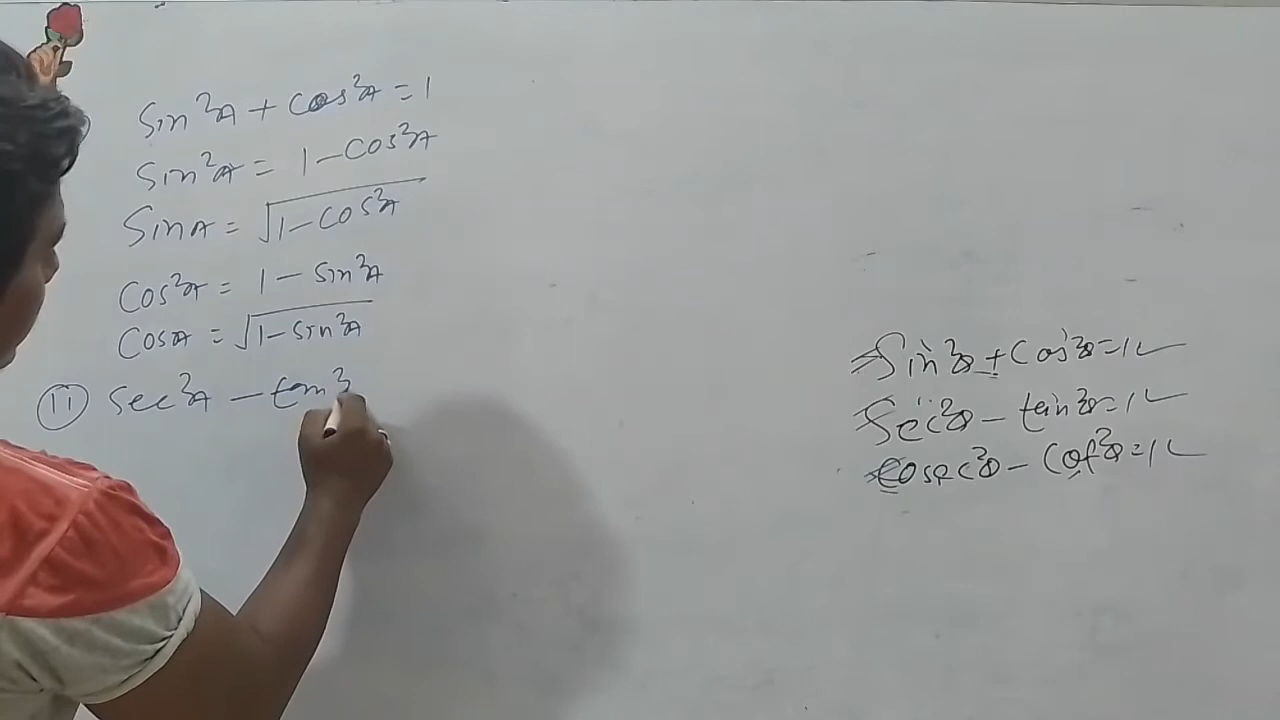 Sin²A + Cos²A = 1
Sin²A = 1 - Cos²A
SinA = √1 - Cos²A
Cos²A = 1 - Sin²A
CosA = √1 - Sin²A
(11) Sec²A - tan²
Sin²θ + Cos²θ = 1
Sec²θ - tan²θ = 1
Cosec²θ - Cot²θ = 1